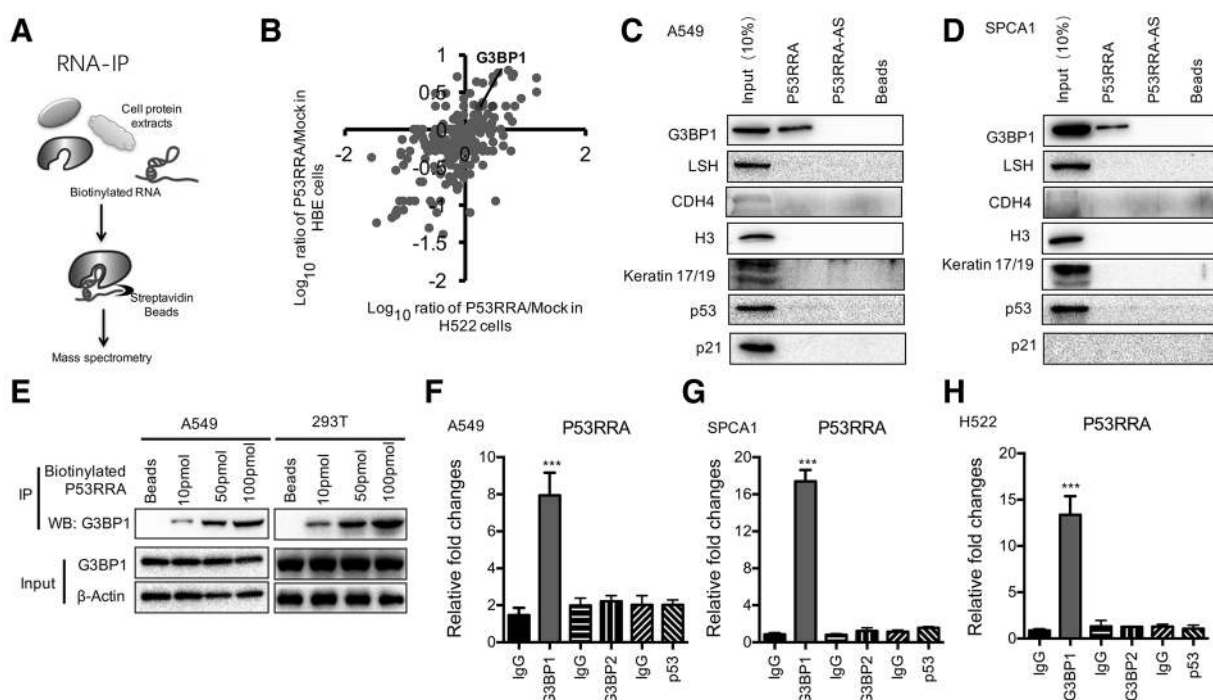 A
RNA-IP
Cell protein
extracts
Biotinylated RNA
Streptavidin
Beads
Mass spectrometry
B
G3BP1
1
0.5
0
-2
0
2
-0.5
-1
-1.5
-2
Log10 ratio of P53RRA/Mock in
HBE cells
Log10 ratio of P53RRA/Mock in
H522 cells
C
A549
Input (10%)
P53RRA
P53RRA-AS
Beads
G3BP1
LSH
CDH4
H3
Keratin 17/19
p53
p21
D
SPCA1
Input (10%)
P53RRA
P53RRA-AS
Beads
G3BP1
LSH
CDH4
H3
Keratin 17/19
p53
p21
E
A549
293T
IP
Biotinylated
P53RRA
Beads
10pmol
50pmol
100pmol
Beads
10pmol
50pmol
100pmol
WB: G3BP1
Input
G3BP1
β-Actin
F
A549
P53RRA
Relative fold changes
10
8
6
4
2
0
***
IgG
G3BP1
IgG
G3BP2
IgG
p53
G
SPCA1
P53RRA
Relative fold changes
20
16
12
8
4
0
***
IgG
G3BP1
IgG
G3BP2
IgG
p53
H
H522
P53RRA
Relative fold changes
20
15
10
5
0
***
IgG
G3BP1
IgG
G3BP2
IgG
p53